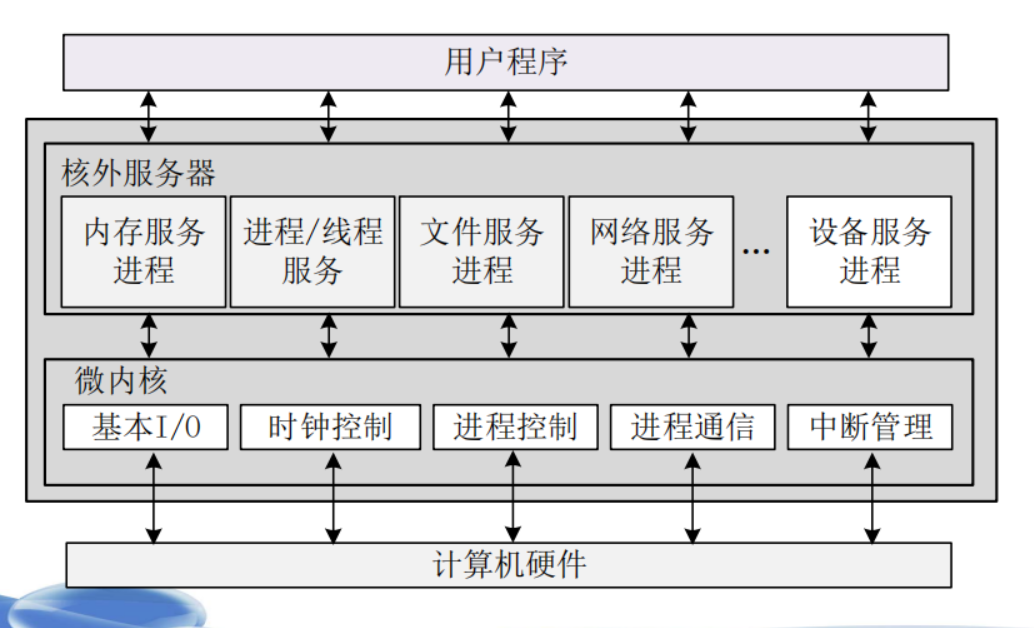 用户程序
核外服务器
内存服务
进程
进程/线程
服务
文件服务
进程
网络服务
进程
…
设备服务
进程
微内核
基本I/O
时钟控制
进程控制
进程通信
中断管理
计算机硬件